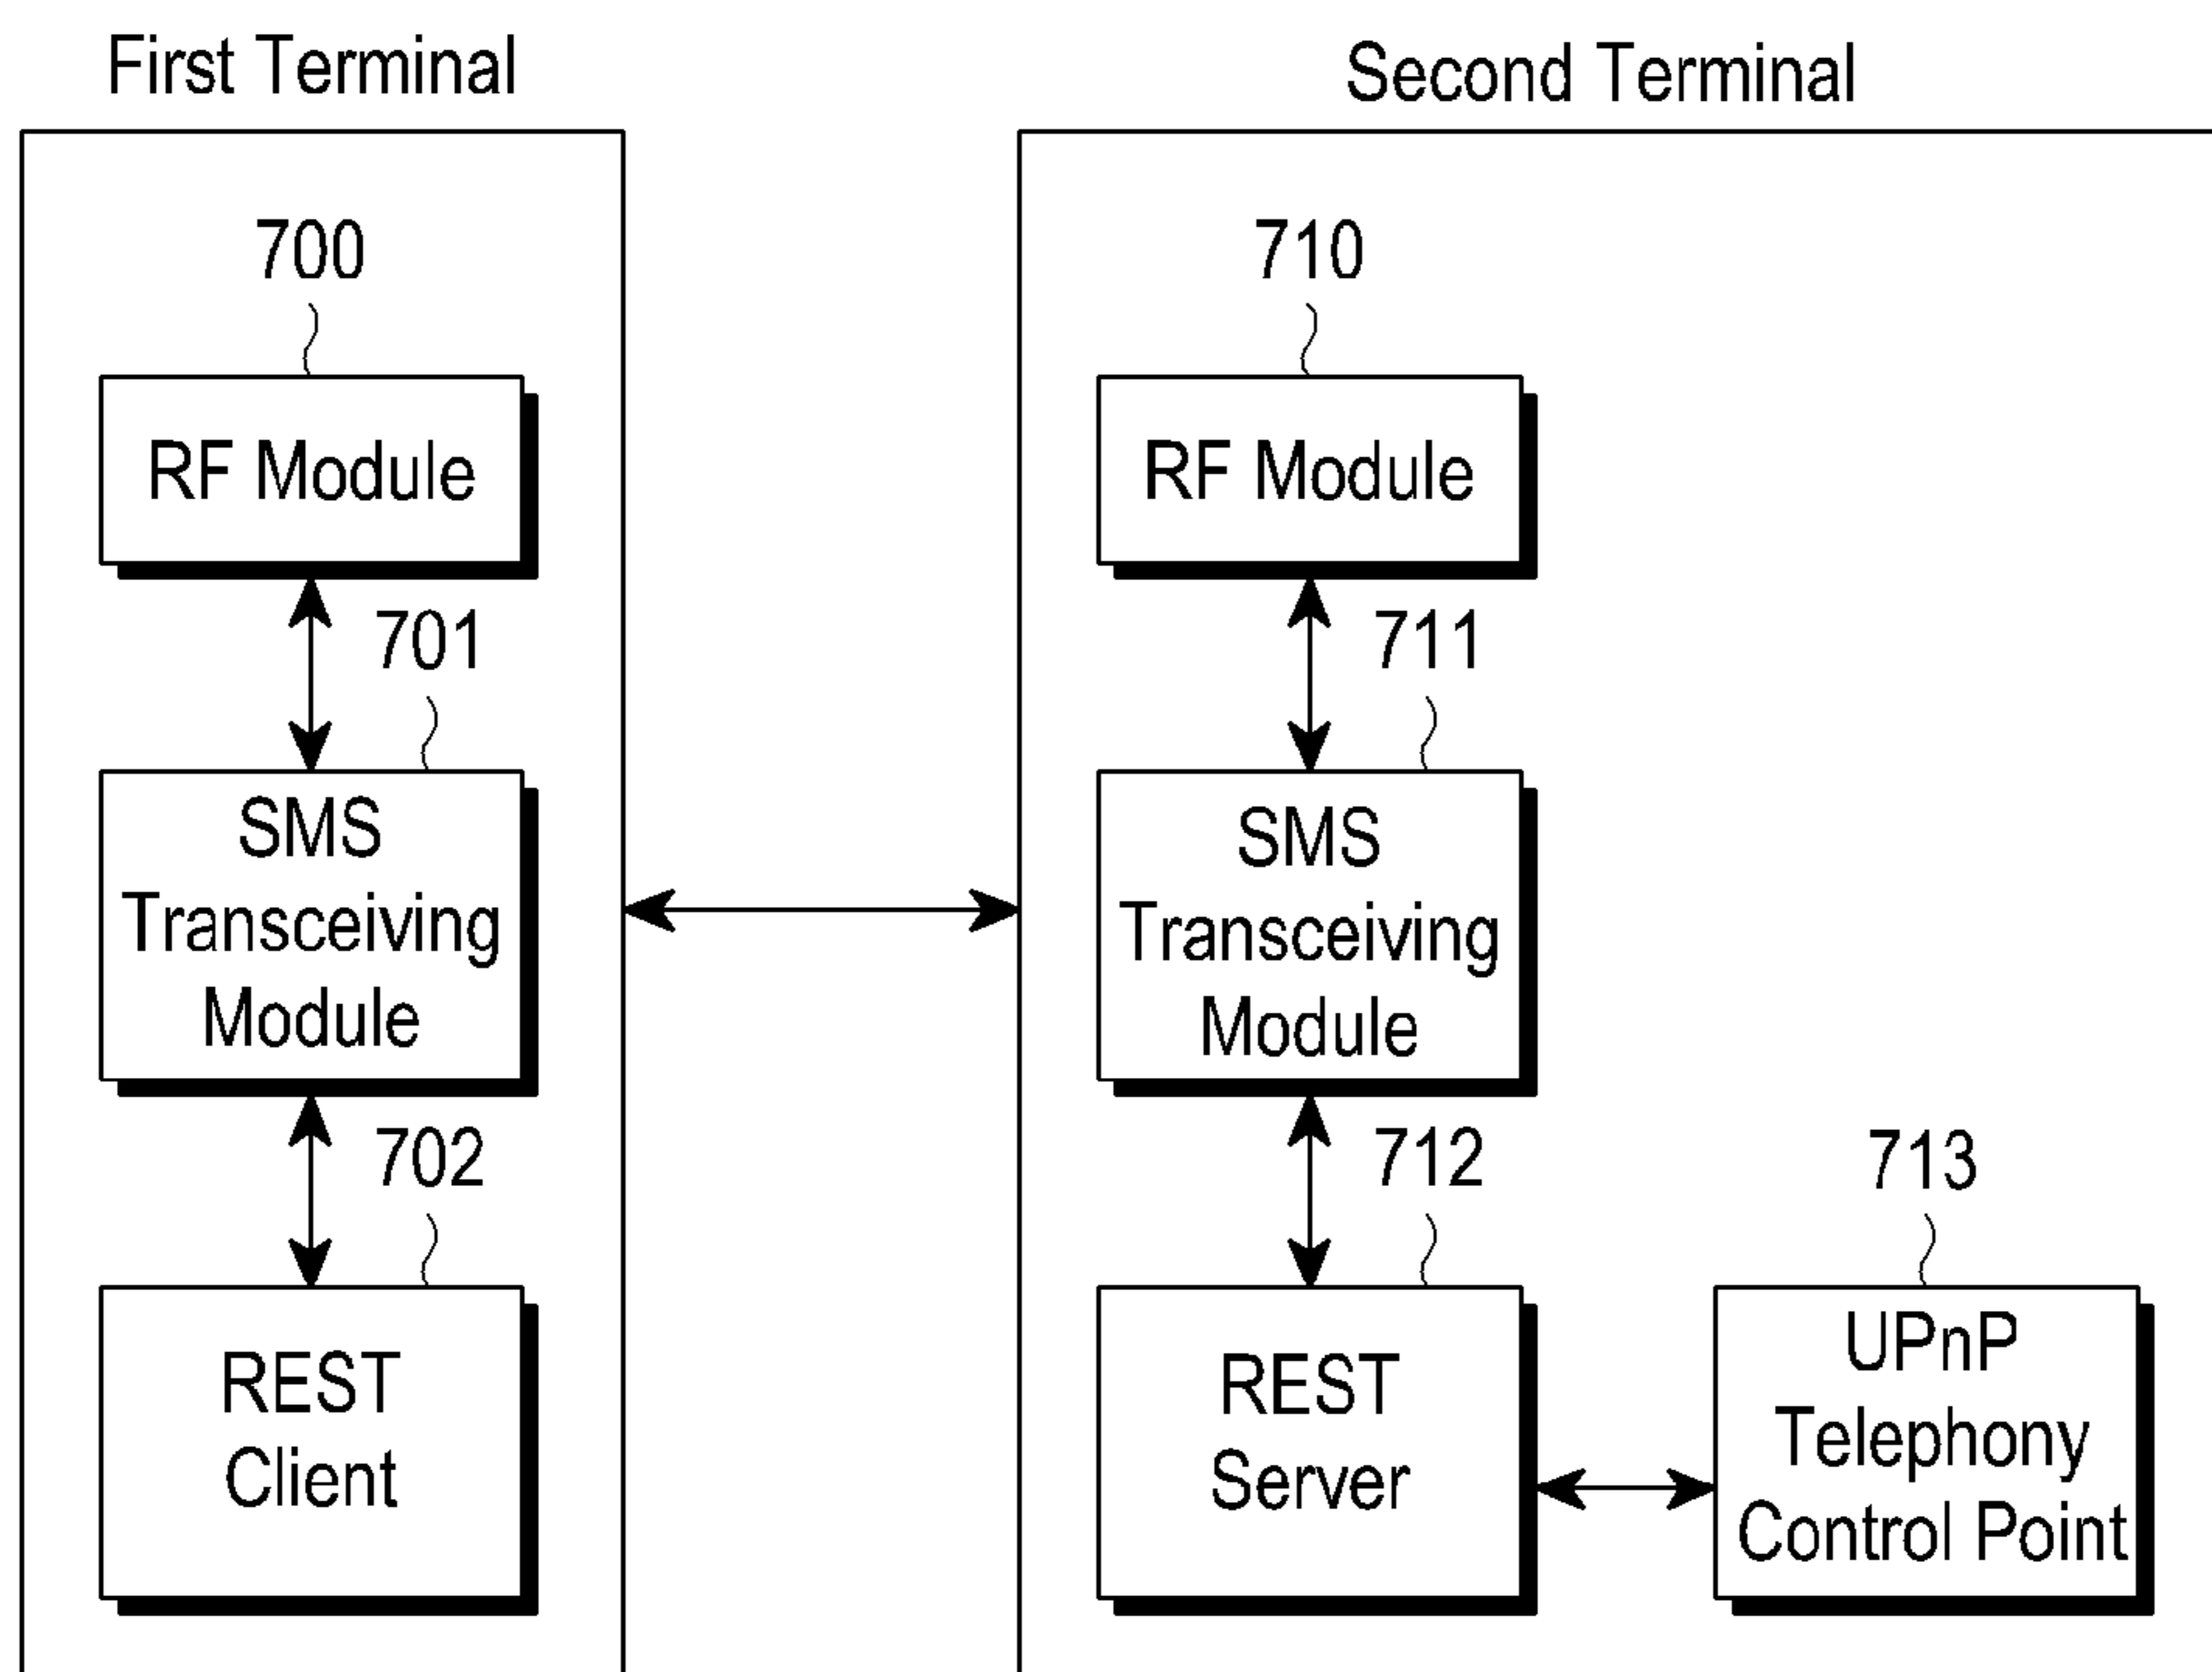 First Terminal
700
RF Module
701
SMS
Transceiving
Module
702
REST
Client
Second Terminal
710
RF Module
711
SMS
Transceiving
Module
712
REST
Server
713
UPnP
Telephony
Control Point